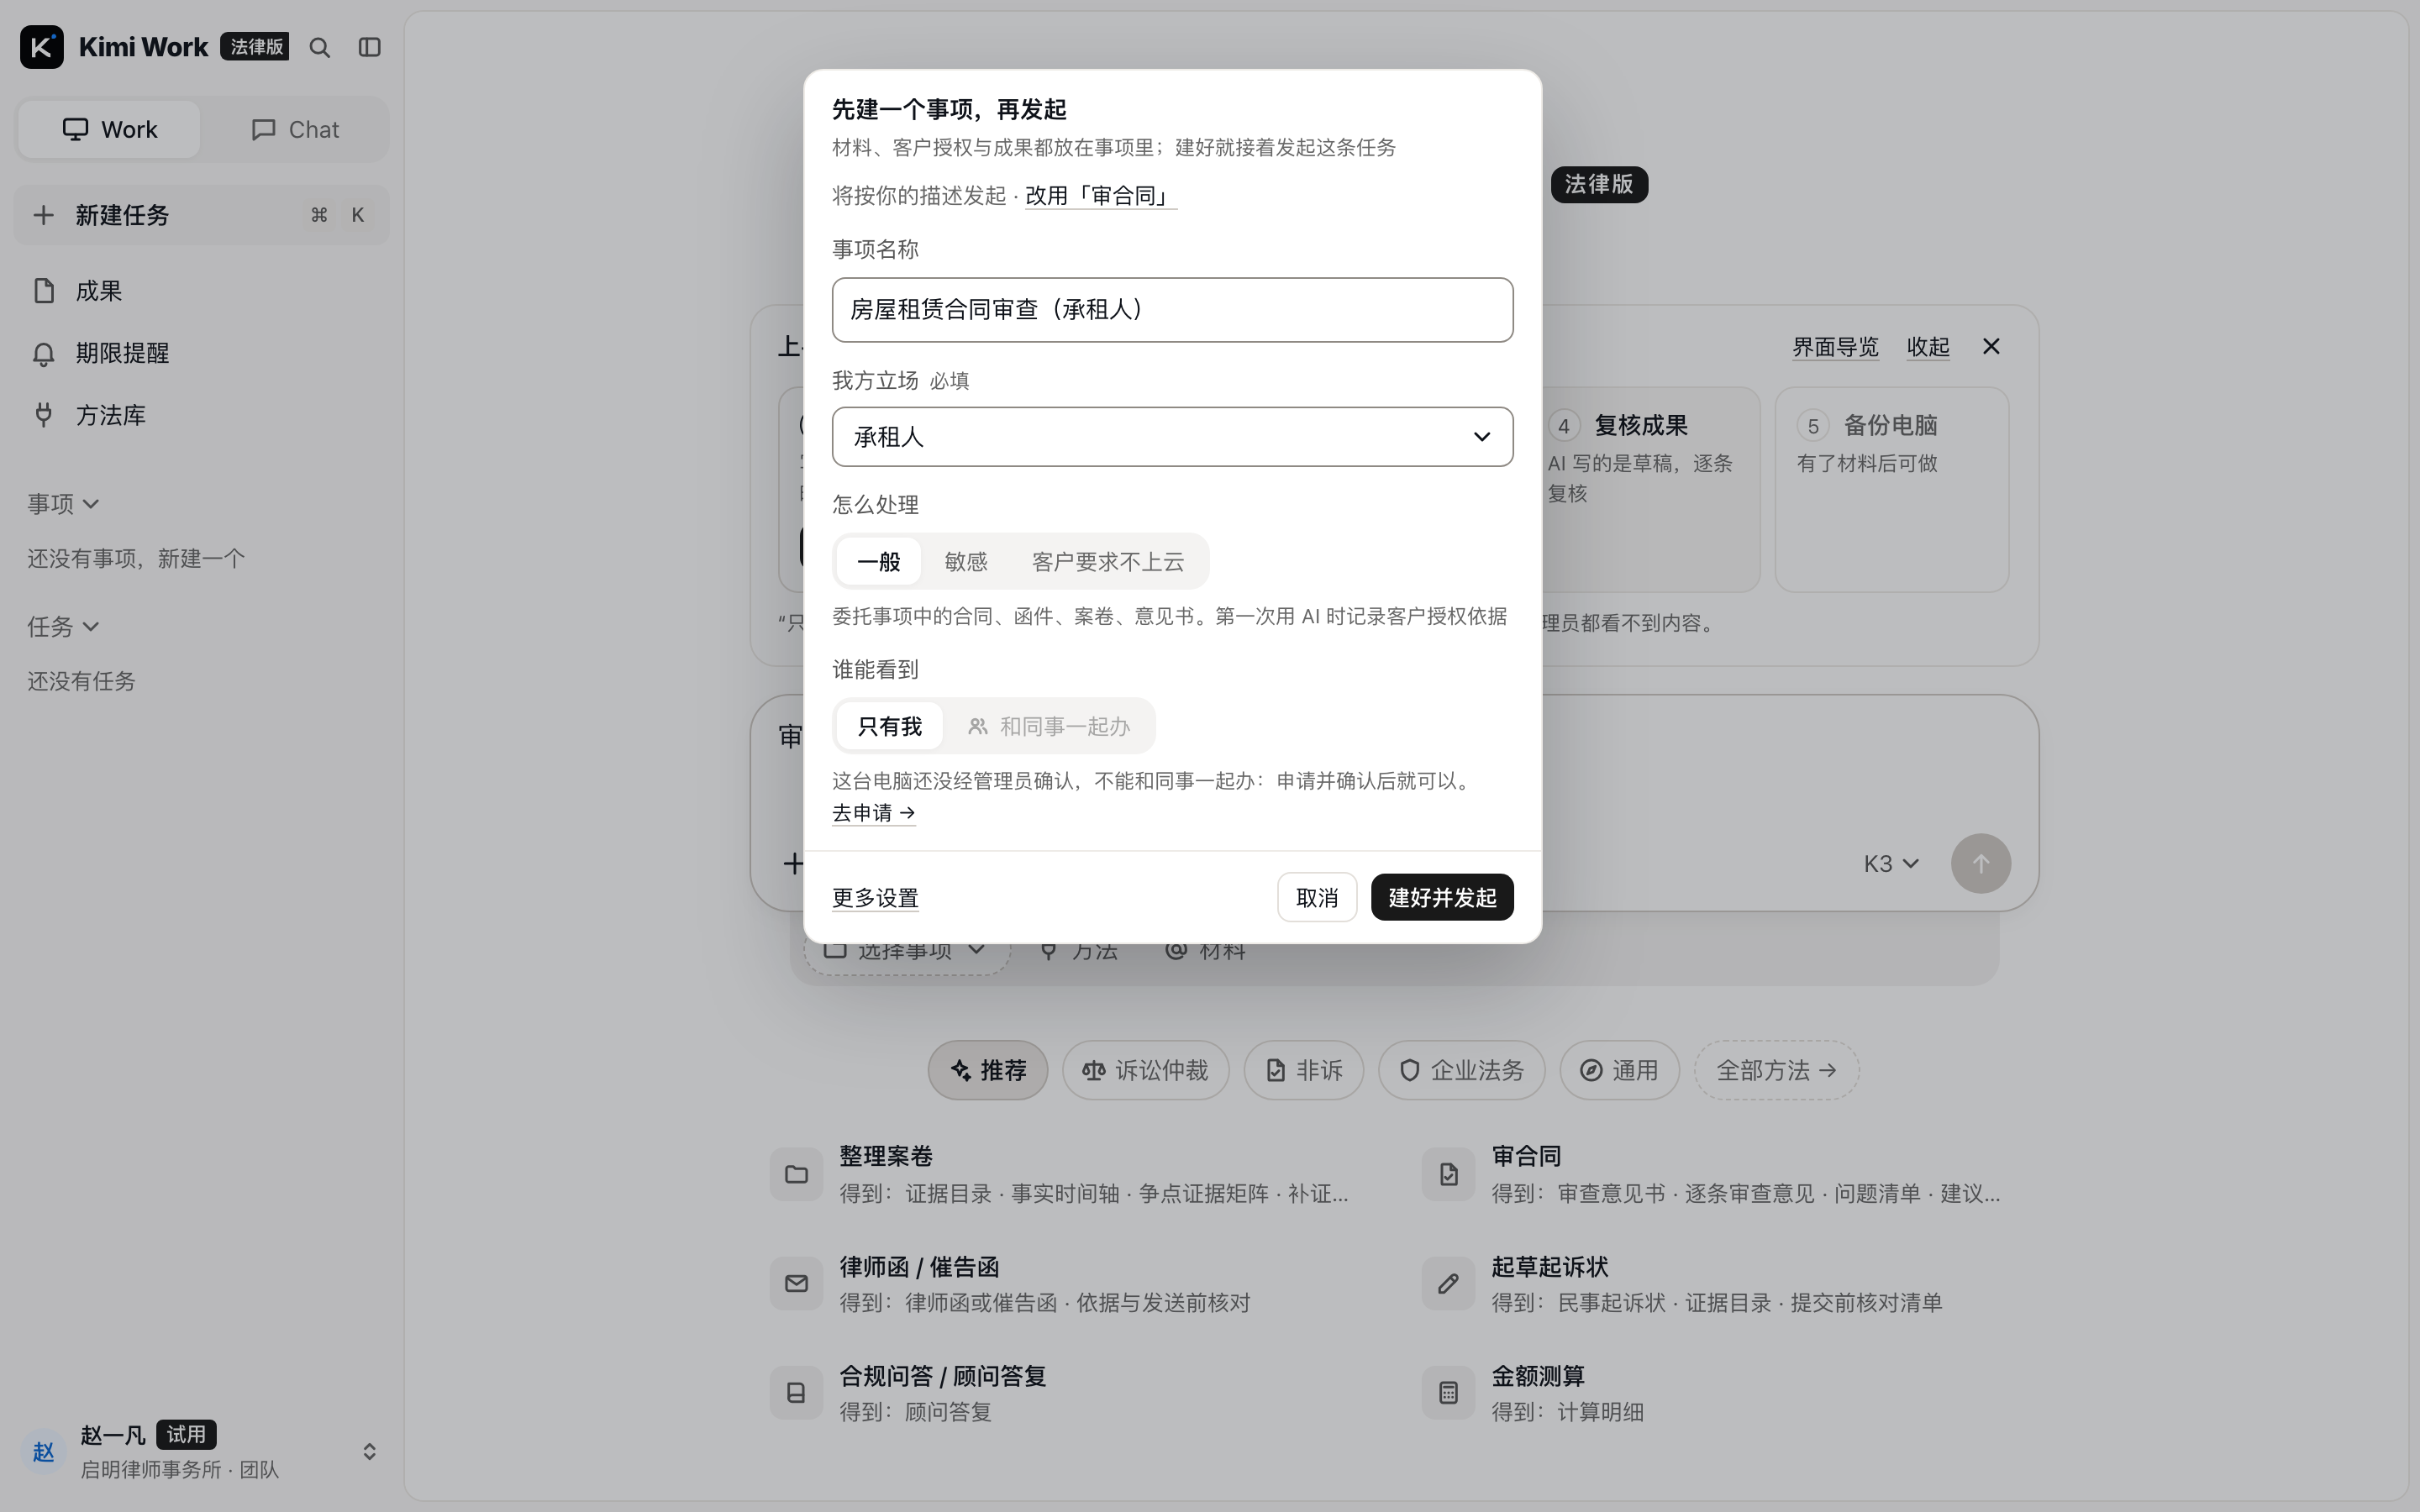 Kimi Work 法律版
Work
Chat
新建任务 ⌘ K
成果
期限提醒
方法库
事项
还没有事项，新建一个
任务
还没有任务
赵
赵一凡 试用
启明律师事务所 · 团队
法律版
界面导览 收起
4 复核成果
AI 写的是草稿，逐条
复核
5 备份电脑
有了材料后可做
理员都看不到内容。
先建一个事项，再发起
材料、客户授权与成果都放在事项里；建好就接着发起这条任务
将按你的描述发起 · 改用「审合同」
事项名称
房屋租赁合同审查（承租人）
我方立场 必填
承租人
怎么处理
一般 敏感 客户要求不上云
委托事项中的合同、函件、案卷、意见书。第一次用 AI 时记录客户授权依据
谁能看到
只有我 和同事一起办
这台电脑还没经管理员确认，不能和同事一起办：申请并确认后就可以。
去申请 →
更多设置 取消 建好并发起
上
“只
审
K3
选择事项 方法 材料
推荐 诉讼仲裁 非诉 企业法务 通用 全部方法 →
整理案卷
得到：证据目录 · 事实时间轴 · 争点证据矩阵 · 补证...
审合同
得到：审查意见书 · 逐条审查意见 · 问题清单 · 建议...
律师函 / 催告函
得到：律师函或催告函 · 依据与发送前核对
起草起诉状
得到：民事起诉状 · 证据目录 · 提交前核对清单
合规问答 / 顾问答复
得到：顾问答复
金额测算
得到：计算明细